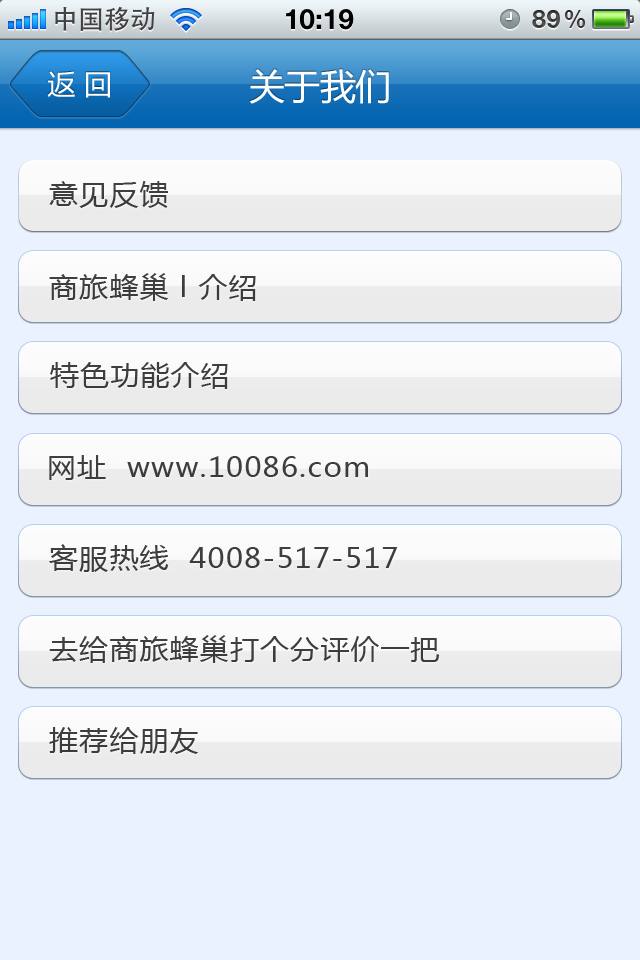 中国移动 10:19 89%
返回 关于我们
意见反馈
商旅蜂巢 | 介绍
特色功能介绍
网址 www.10086.com
客服热线 4008-517-517
去给商旅蜂巢打个分评价一把
推荐给朋友